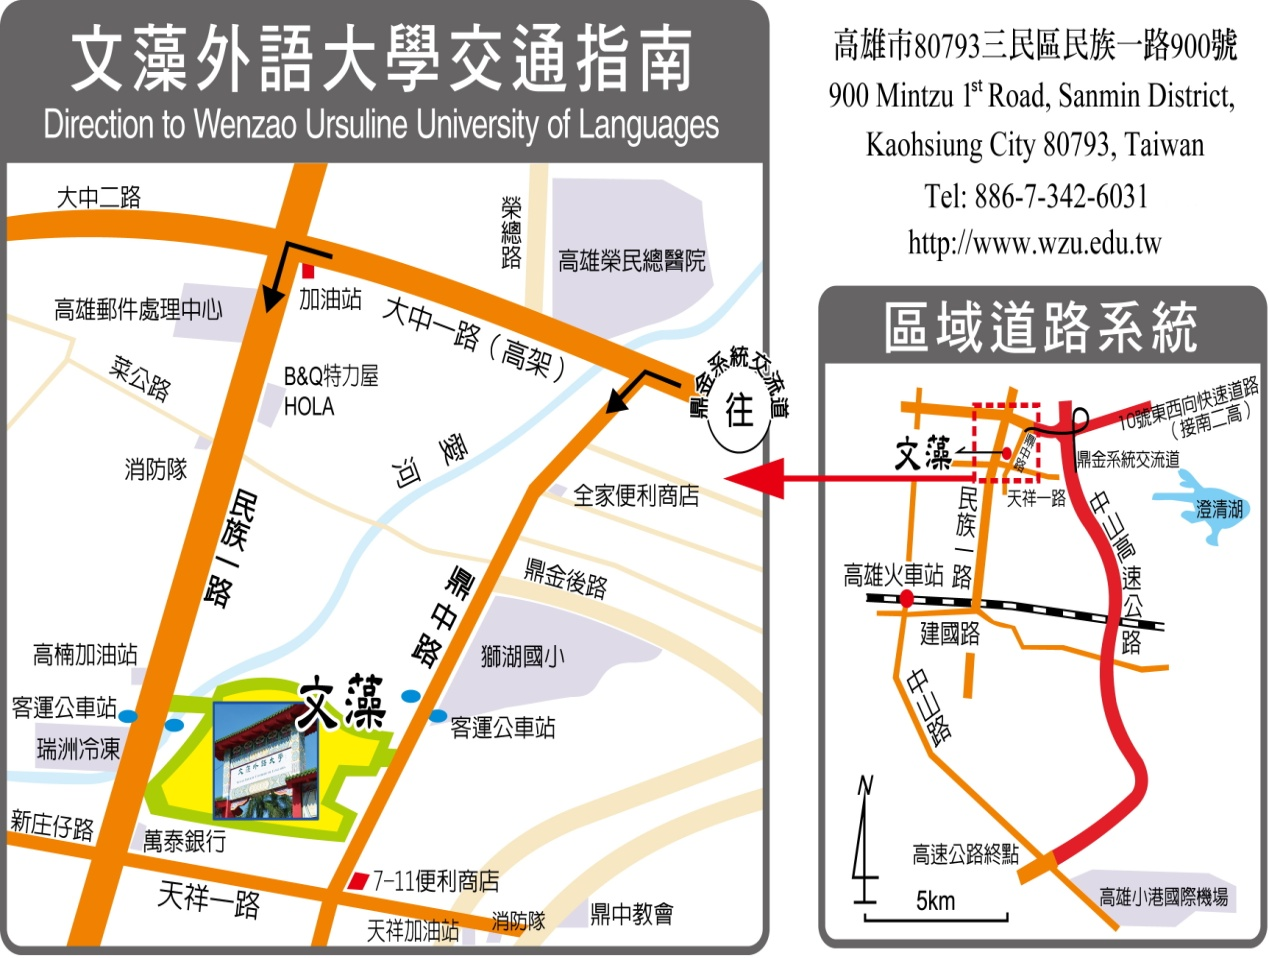 文藻外語大學交通指南
Direction to Wenzao Ursuline University of Languages
高雄市80793三民區民族一路900號
900 Mintzu 1st Road, Sanmin District,
Kaohsiung City 80793, Taiwan
Tel: 886-7-342-6031
http://www.wzu.edu.tw
大中二路
榮總路
高雄榮民總醫院
高雄郵件處理中心
加油站
大中一路（高架）
鼎金系統交流道
往
菜公路
B&Q特力屋
HOLA
愛河
消防隊
全家便利商店
民族一路
鼎金後路
鼎中路
獅湖國小
高楠加油站
文藻
客運公車站
客運公車站
瑞洲冷凍
文藻外語大學
新庄仔路
萬泰銀行
天祥一路
7-11便利商店
天祥加油站
消防隊
鼎中教會
區域道路系統
10號東西向快速道路
（接南二高）
文藻
鼎中路
鼎金系統交流道
天祥一路
民族一路
中山高速公路
澄清湖
高雄火車站
建國路
中山路
N
高速公路終點
5km
高雄小港國際機場